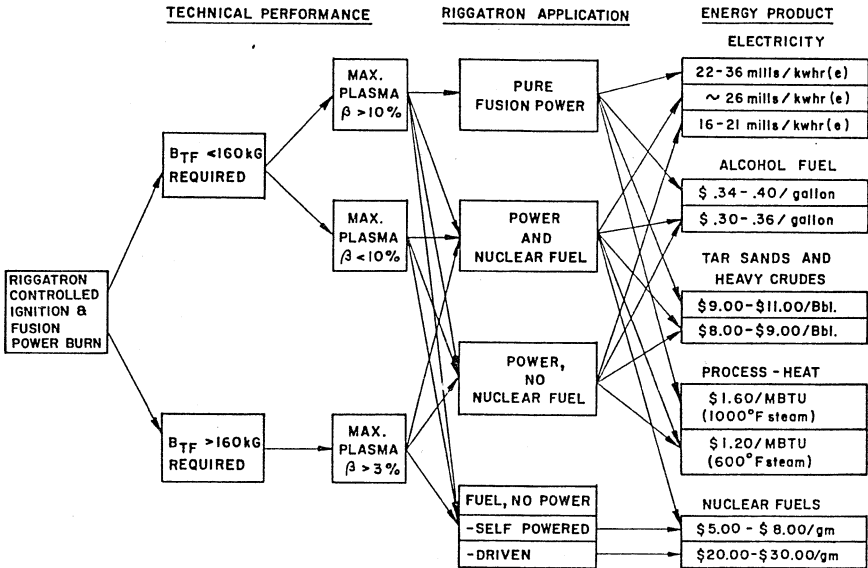 TECHNICAL PERFORMANCE
RIGGATRON APPLICATION
ENERGY PRODUCT
RIGGATRON
CONTROLLED
IGNITION &
FUSION
POWER BURN
BTF <160kG
REQUIRED
BTF >160kG
REQUIRED
MAX.
PLASMA
β >10%
MAX.
PLASMA
β <10%
MAX.
PLASMA
β >3%
PURE
FUSION POWER
POWER
AND
NUCLEAR FUEL
POWER,
NO
NUCLEAR FUEL
FUEL, NO POWER
-SELF POWERED
-DRIVEN
ELECTRICITY
22-36 mills/kwhr(e)
~ 26 mills/kwhr(e)
16-21 mills/kwhr(e)
ALCOHOL FUEL
$ .34-.40/gallon
$ .30-.36/ gallon
TAR SANDS AND
HEAVY CRUDES
$9.00-$11.00/Bbl.
$8.00-$9.00/Bbl.
PROCESS-HEAT
$1.60/MBTU
(1000°F steam)
$1.20/MBTU
(600°F steam)
NUCLEAR FUELS
$5.00 - $ 8.00/gm
$20.00-$30.00/gm